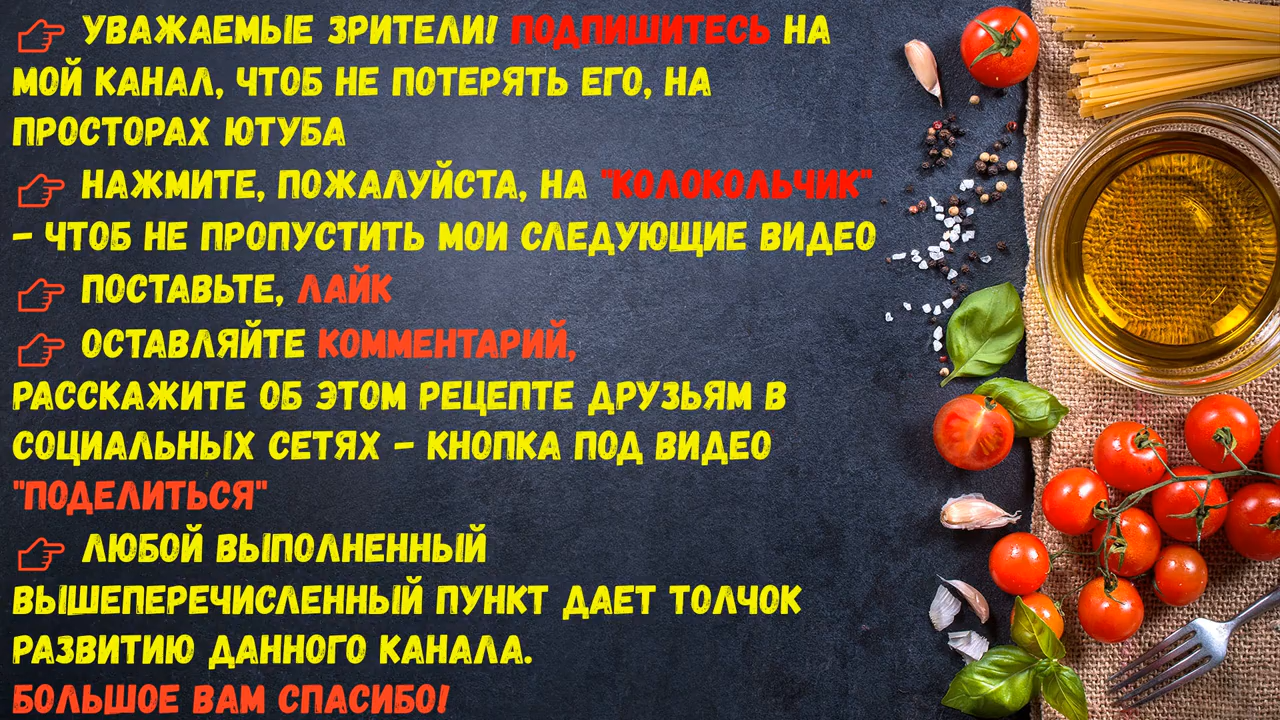 👉 УВАЖАЕМЫЕ ЗРИТЕЛИ! ПОДПИШИТЕСЬ НА
МОЙ КАНАЛ, ЧТОБ НЕ ПОТЕРЯТЬ ЕГО, НА
ПРОСТОРАХ ЮТУБА
👉 НАЖМИТЕ, ПОЖАЛУЙСТА, НА "КОЛОКОЛЬЧИК"
– ЧТОБ НЕ ПРОПУСТИТЬ МОИ СЛЕДУЮЩИЕ ВИДЕО
👉 ПОСТАВЬТЕ, ЛАЙК
👉 ОСТАВЛЯЙТЕ КОММЕНТАРИЙ,
РАССКАЖИТЕ ОБ ЭТОМ РЕЦЕПТЕ ДРУЗЬЯМ В
СОЦИАЛЬНЫХ СЕТЯХ – КНОПКА ПОД ВИДЕО
"ПОДЕЛИТЬСЯ"
👉 ЛЮБОЙ ВЫПОЛНЕННЫЙ
ВЫШЕПЕРЕЧИСЛЕННЫЙ ПУНКТ ДАЕТ ТОЛЧОК
РАЗВИТИЮ ДАННОГО КАНАЛА.
БОЛЬШОЕ ВАМ СПАСИБО!